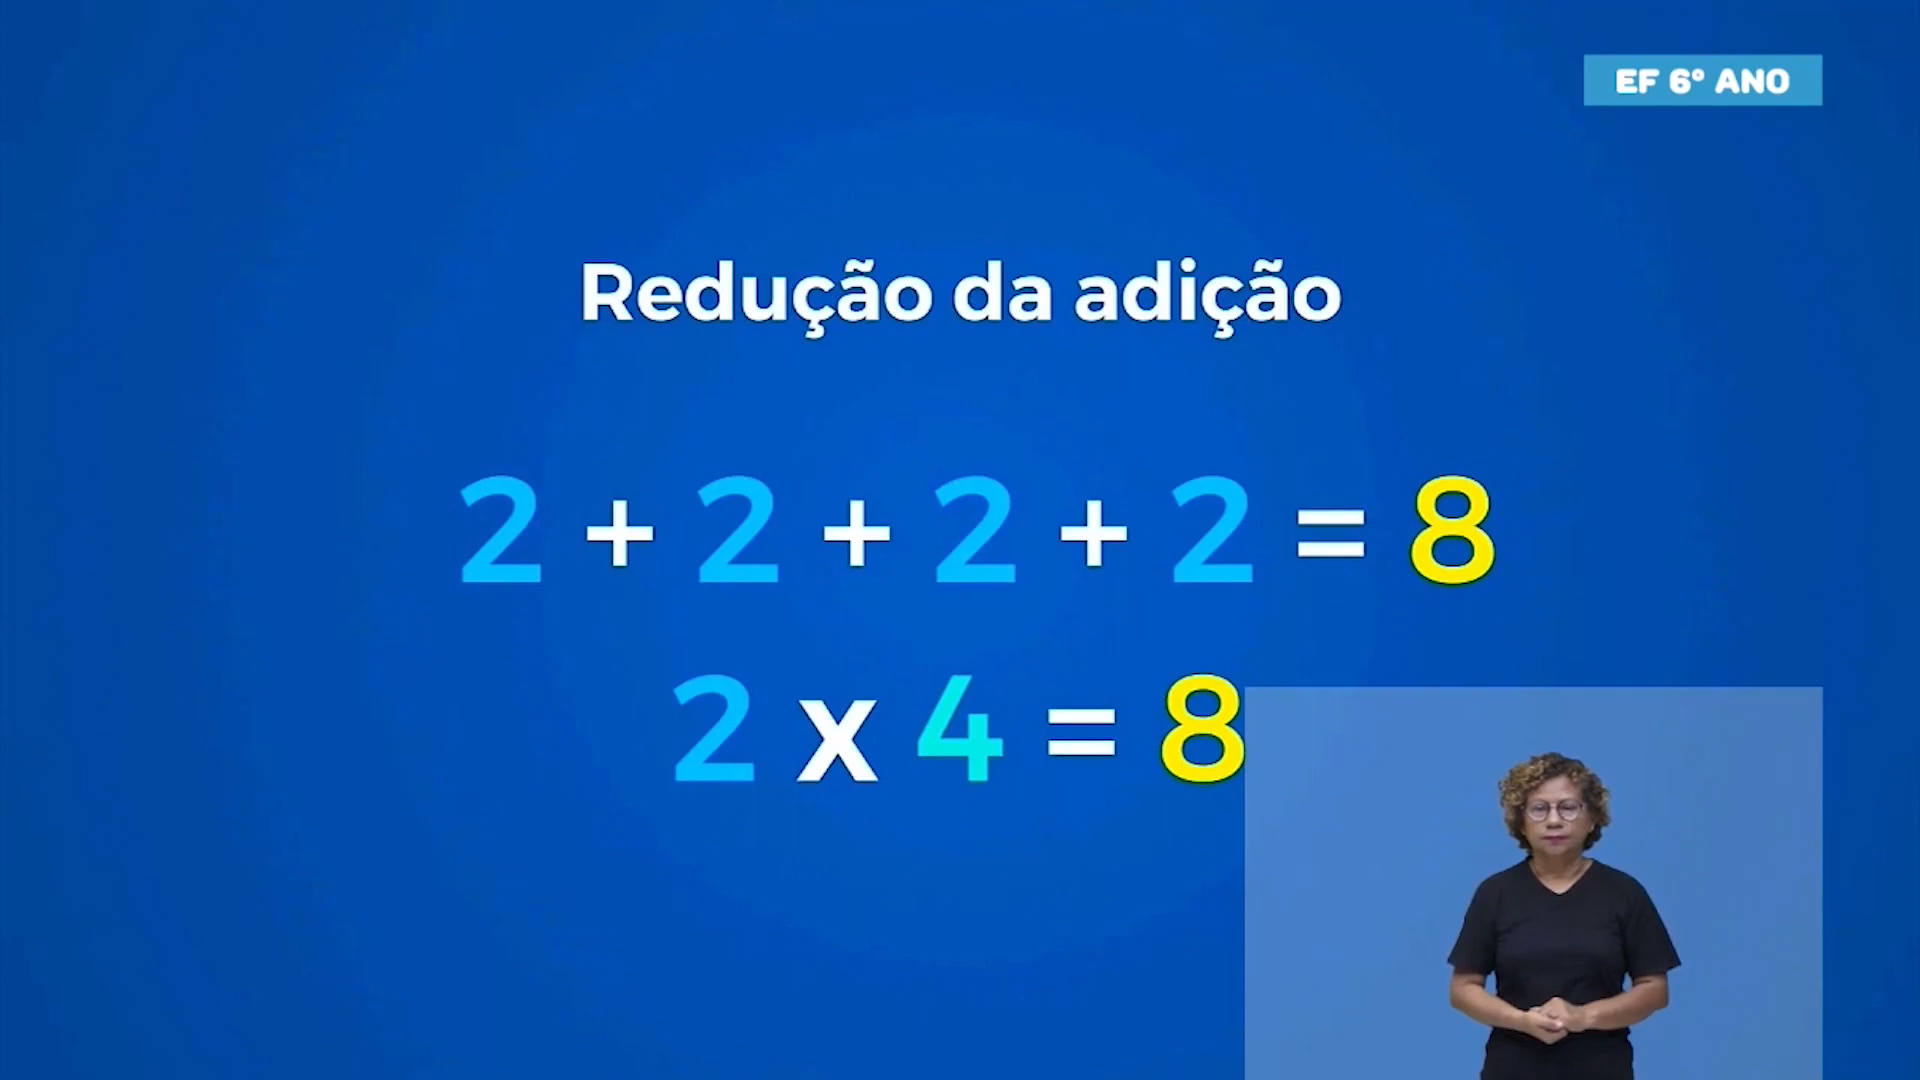 EF 6º ANO
Redução da adição
2 + 2 + 2 + 2 = 8
2 x 4 = 8